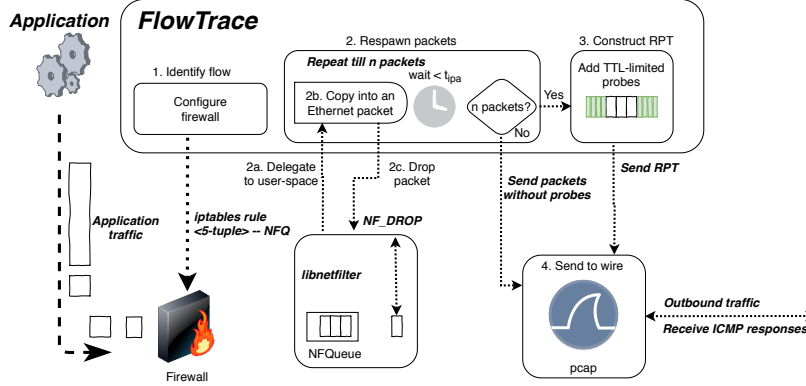 Application
FlowTrace
1. Identify flow
Configure
firewall
2. Respawn packets
Repeat till n packets
2b. Copy into an
Ethernet packet
wait < tipa
n packets?
Yes
No
3. Construct RPT
Add TTL-limited
probes
2a. Delegate
to user-space
2c. Drop
packet
Send packets
without probes
Send RPT
Application
traffic
iptables rule
<5-tuple> -- NFQ
NF_DROP
libnetfilter
NFQueue
4. Send to wire
pcap
Outbound traffic
Receive ICMP responses
Firewall